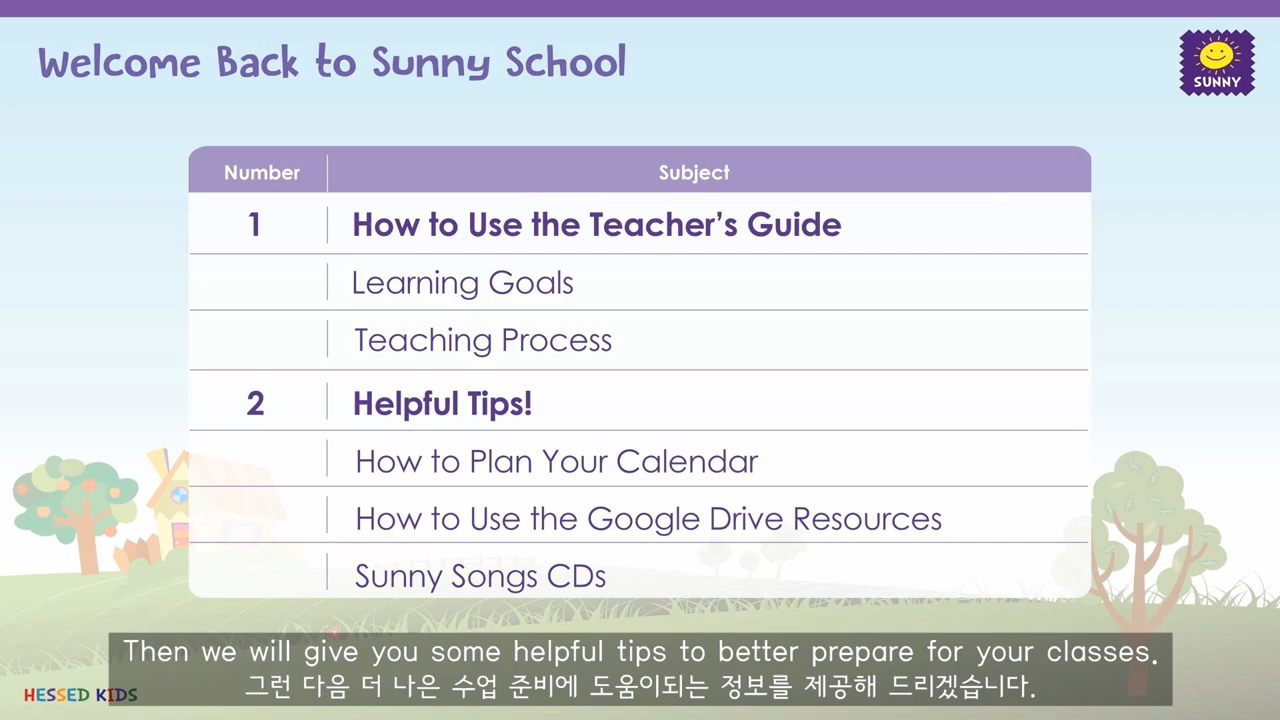 Welcome Back to Sunny School
SUNNY
Number Subject
1 How to Use the Teacher’s Guide
Learning Goals
Teaching Process
2 Helpful Tips!
How to Plan Your Calendar
How to Use the Google Drive Resources
Sunny Songs CDs
Then we will give you some helpful tips to better prepare for your classes.
그런 다음 더 나은 수업 준비에 도움이되는 정보를 제공해 드리겠습니다.
HESSED KIDS